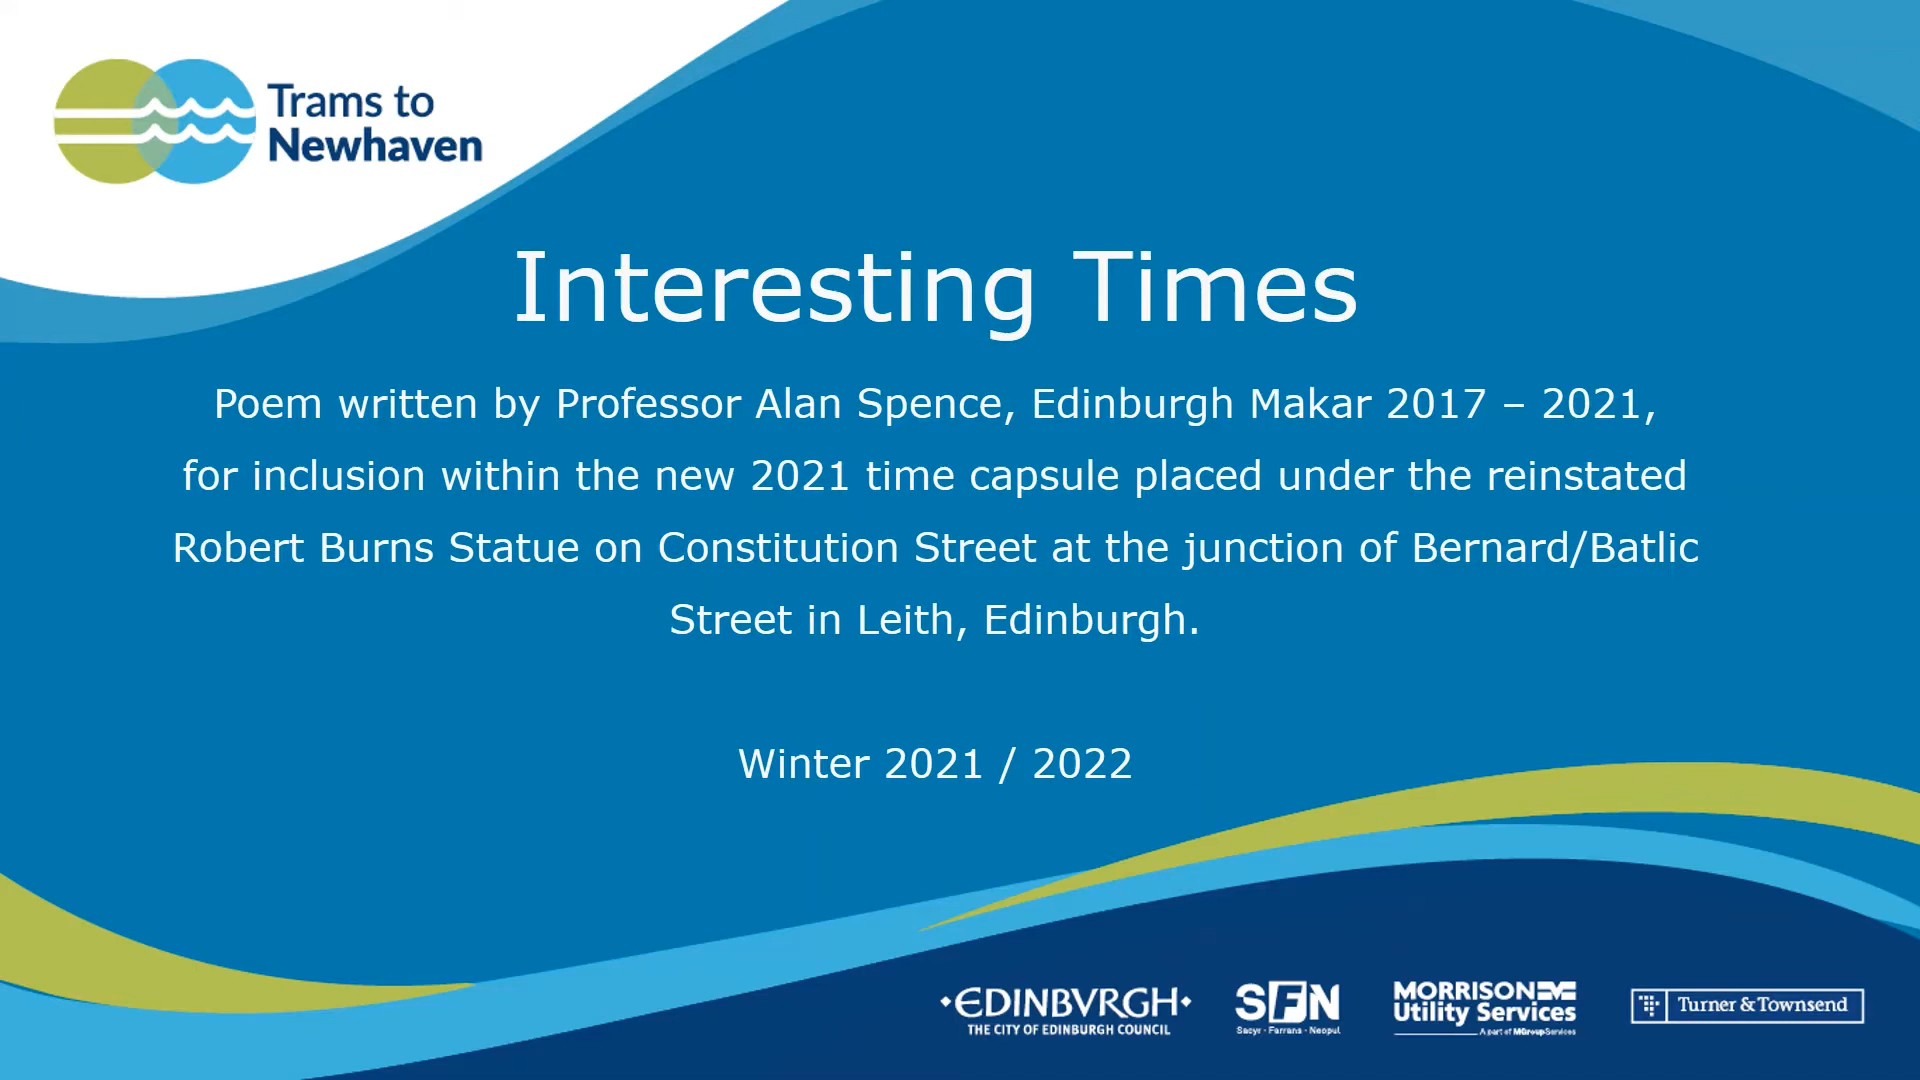 Trams to
Newhaven
Interesting Times
Poem written by Professor Alan Spence, Edinburgh Makar 2017 – 2021,
for inclusion within the new 2021 time capsule placed under the reinstated
Robert Burns Statue on Constitution Street at the junction of Bernard/Batlic
Street in Leith, Edinburgh.
Winter 2021 / 2022
·EDINBVRGH·
THE CITY OF EDINBURGH COUNCIL
SFN
Sacyr · Farrans · Neopul
MORRISON
Utility Services
A part of MGroupServices
Turner & Townsend